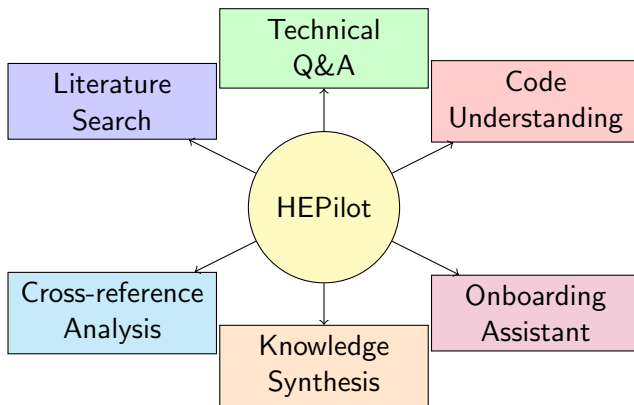 Technical
Q&A
Literature
Search
Code
Understanding
HEPilot
Cross-reference
Analysis
Onboarding
Assistant
Knowledge
Synthesis